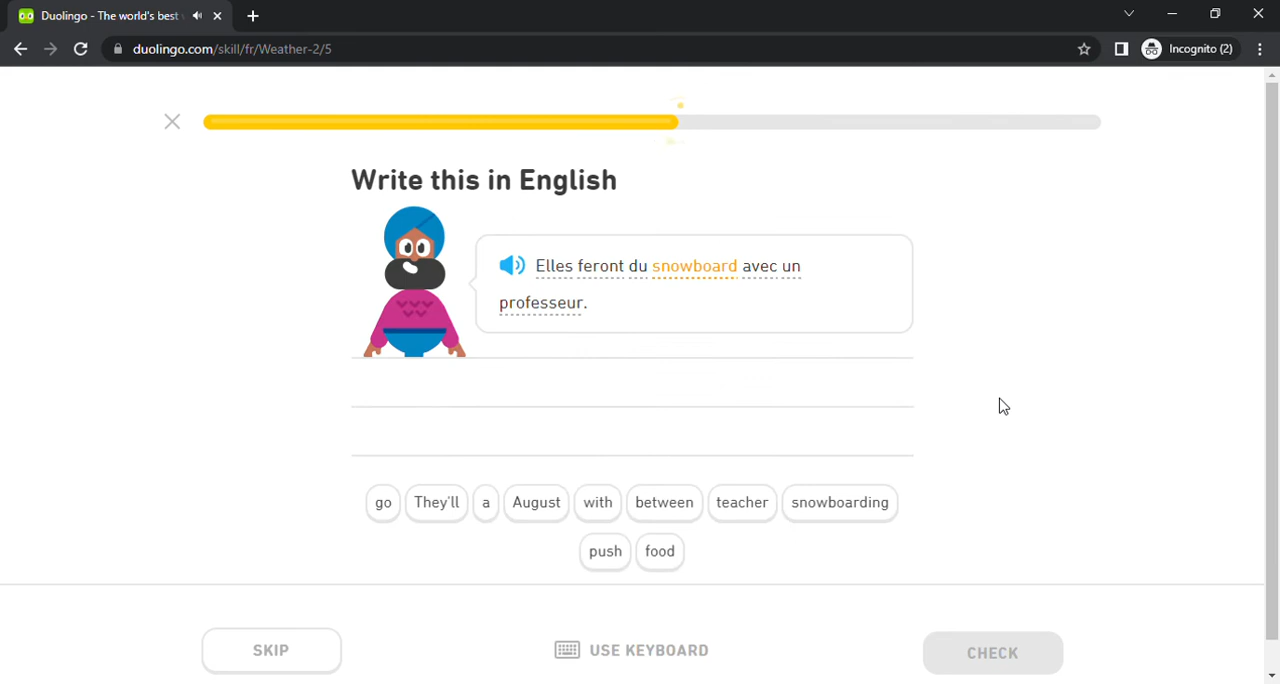 Duolingo - The world's best
duolingo.com/skill/fr/Weather-2/5
Incognito (2)
Write this in English
Elles feront du snowboard avec un
professeur.
go They'll a August with between teacher snowboarding
push food
SKIP
USE KEYBOARD
CHECK